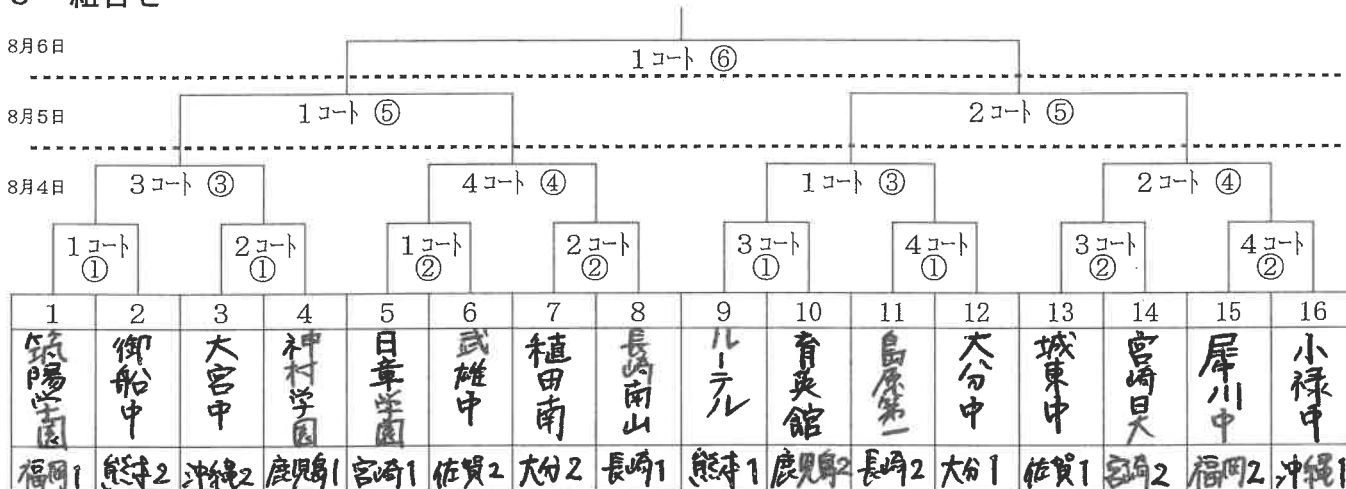 3 組合せ
8月6日
1コート ⑥
8月5日
1コート ⑤ 2コート ⑤
8月4日
3コート ③ 4コート ④ 1コート ③ 2コート ④
1コート ① 2コート ① 1コート ② 2コート ② 3コート ① 4コート ① 3コート ② 4コート ②
1 2 3 4 5 6 7 8 9 10 11 12 13 14 15 16
筑陽学園 御船中 大宮中 神村学園 日章学園 武雄中 稙田南 長崎南山 ルーテル 育英館 島原第一 大分中 城東中 宮崎日大 犀川中 小禄中
福岡1 熊本2 沖縄2 鹿児島1 宮崎1 佐賀2 大分2 長崎1 熊本1 鹿児島2 長崎2 大分1 佐賀1 宮崎2 福岡2 沖縄1